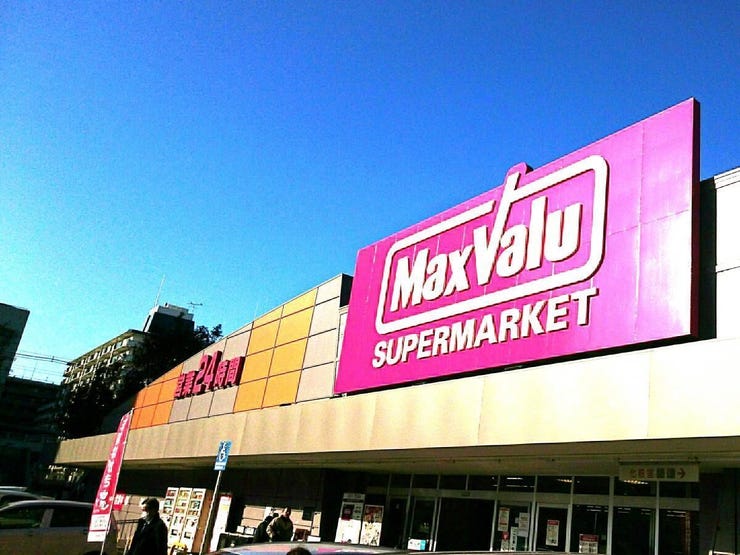 MaxValu
SUPERMARKET
営業24時間